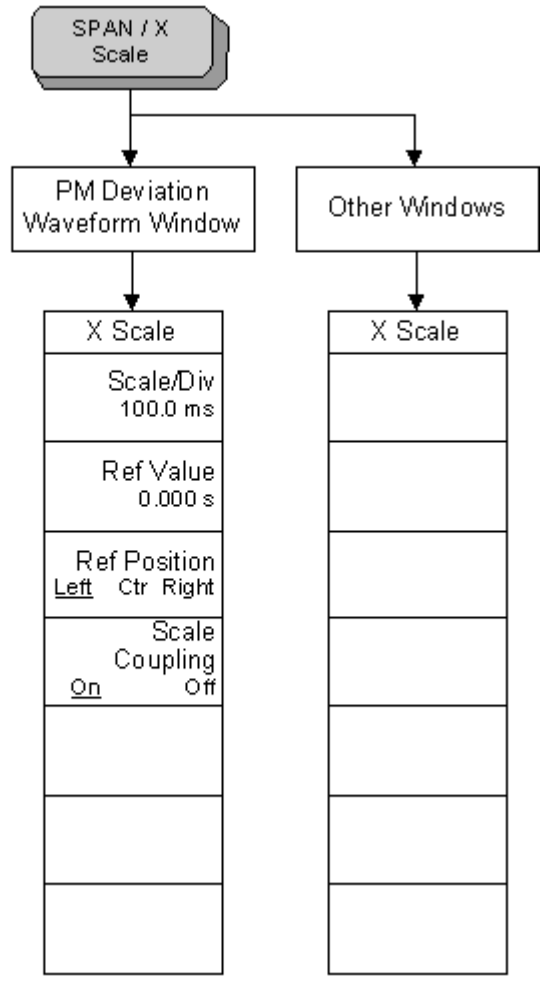 SPAN / X
Scale
PM Deviation
Waveform Window
Other Windows
X Scale
Scale/Div
100.0 ms
Ref Value
0.000 s
Ref Position
Left Ctr Right
Scale
Coupling
On Off
X Scale